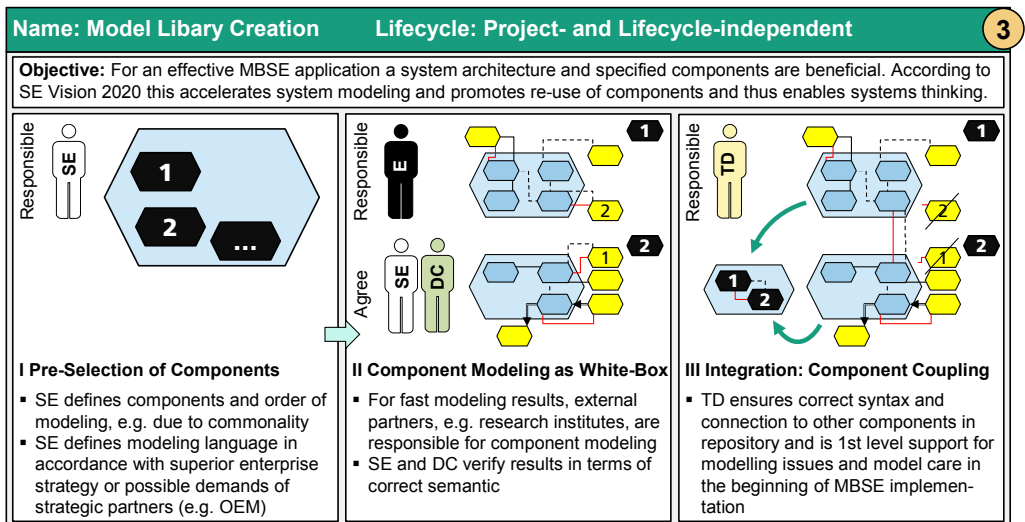 Name: Model Libary Creation Lifecycle: Project- and Lifecycle-independent 3
Objective: For an effective MBSE application a system architecture and specified components are beneficial. According to
SE Vision 2020 this accelerates system modeling and promotes re-use of components and thus enables systems thinking.
Responsible
SE
1
2
...
I Pre-Selection of Components
▪ SE defines components and order of
modeling, e.g. due to commonality
▪ SE defines modeling language in
accordance with superior enterprise
strategy or possible demands of
strategic partners (e.g. OEM)
Responsible
E
1
2
Agree
SE
DC
2
1
II Component Modeling as White-Box
▪ For fast modeling results, external
partners, e.g. research institutes, are
responsible for component modeling
▪ SE and DC verify results in terms of
correct semantic
Responsible
TD
1
2
2
1
1
2
III Integration: Component Coupling
▪ TD ensures correct syntax and
connection to other components in
repository and is 1st level support for
modelling issues and model care in
the beginning of MBSE implemen-
tation